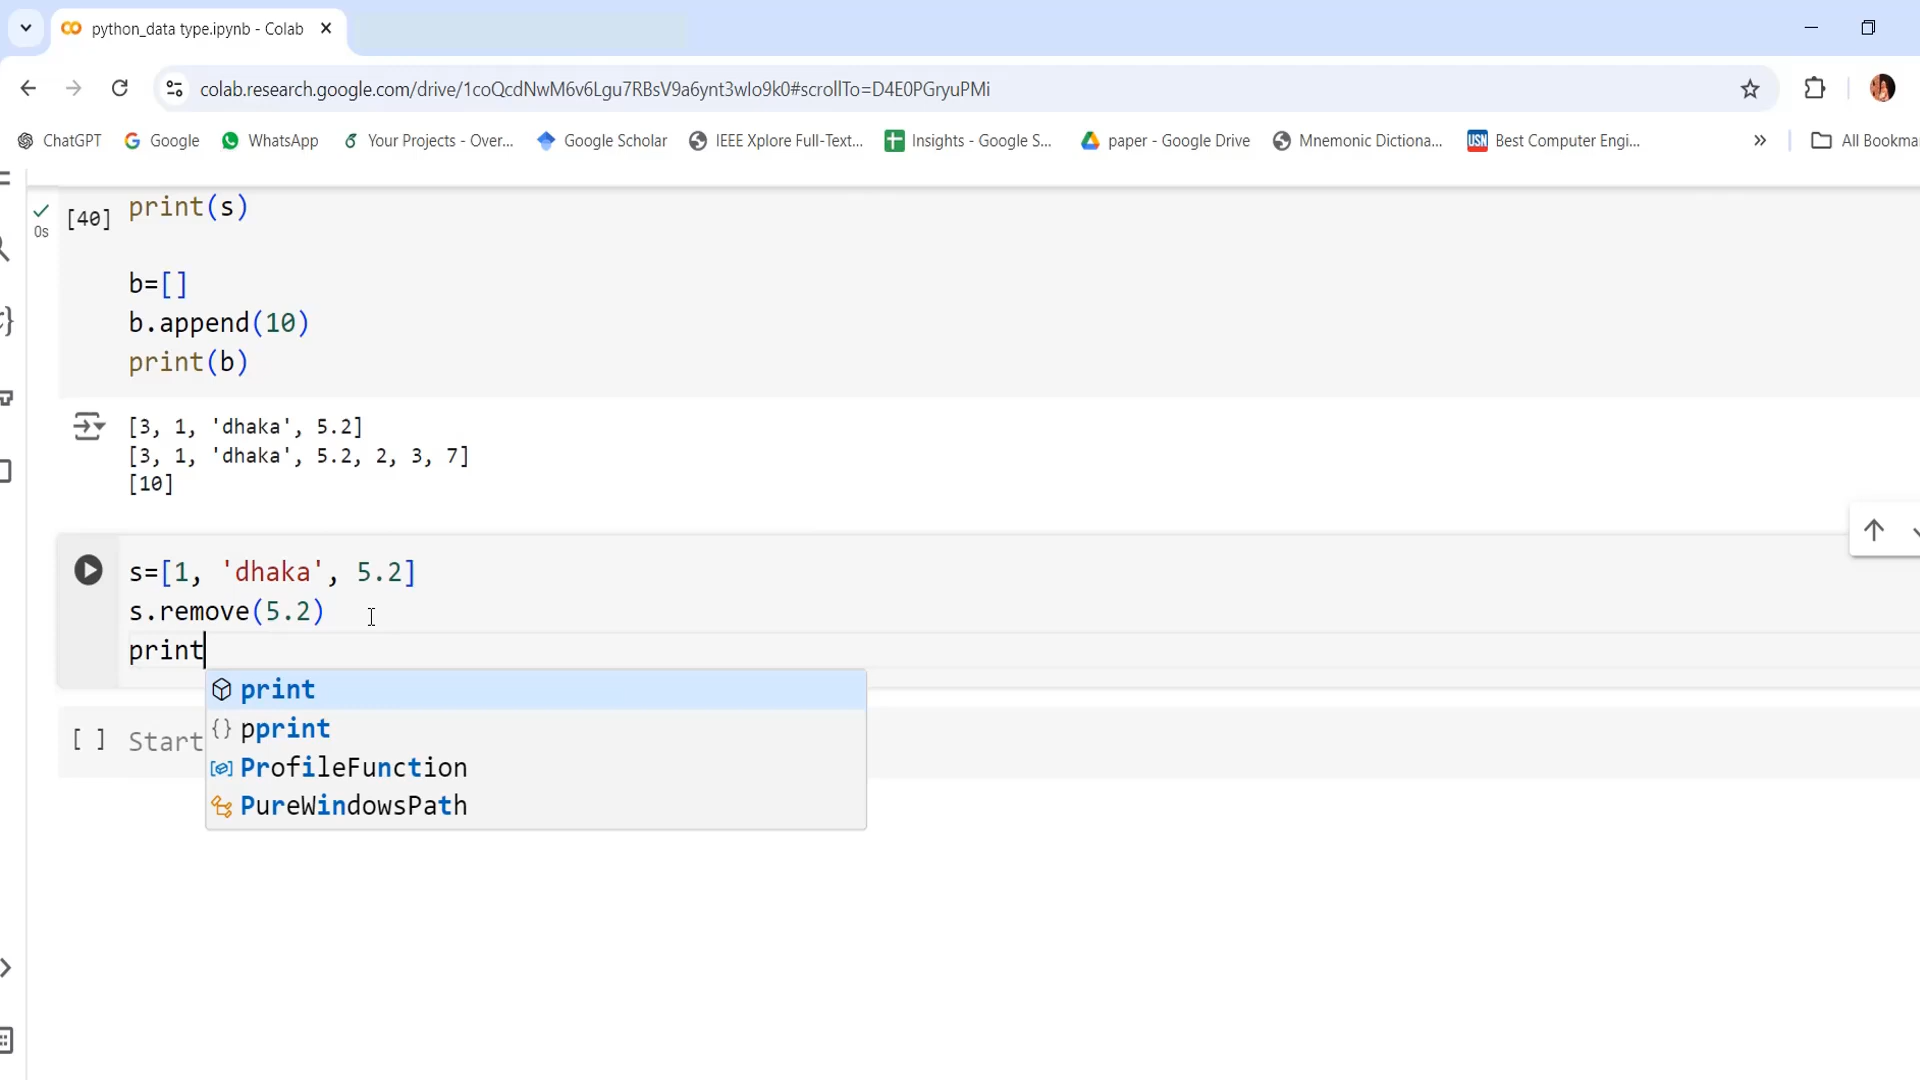 python_data type.ipynb - Colab
colab.research.google.com/drive/1coQcdNwM6v6Lgu7RBsV9a6ynt3wIo9k0#scrollTo=D4E0PGryuPMi
ChatGPT Google WhatsApp Your Projects - Over... Google Scholar IEEE Xplore Full-Text... Insights - Google S... paper - Google Drive Mnemonic Dictiona... USN Best Computer Engi... » All Bookma
[40] print(s)
0s
b=[]
b.append(10)
print(b)
[3, 1, 'dhaka', 5.2]
[3, 1, 'dhaka', 5.2, 2, 3, 7]
[10]
s=[1, 'dhaka', 5.2]
s.remove(5.2)
print
print
pprint
[ ] Start
ProfileFunction
PureWindowsPath